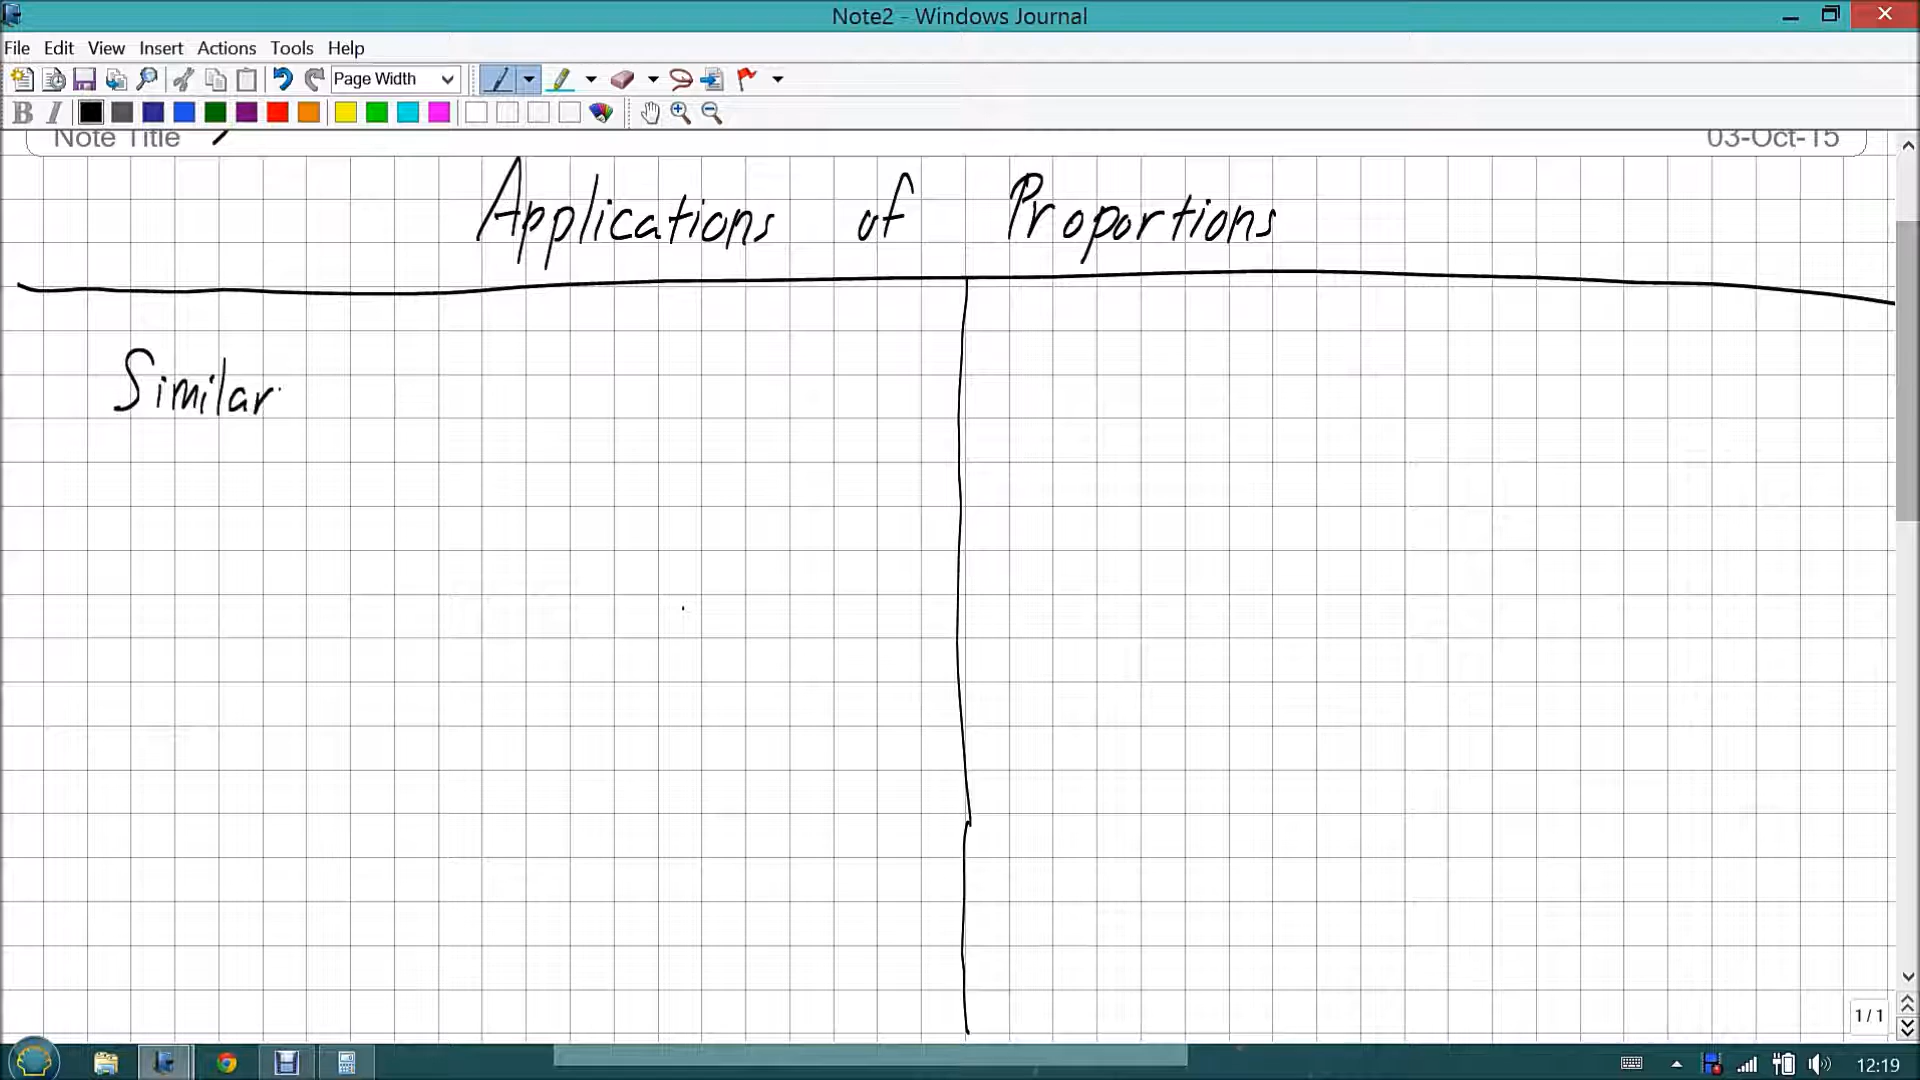 Note2 - Windows Journal
File Edit View Insert Actions Tools Help
Page Width
B I
Note Title 03-Oct-15
Applications of Proportions
Similar
1 / 1
12:19